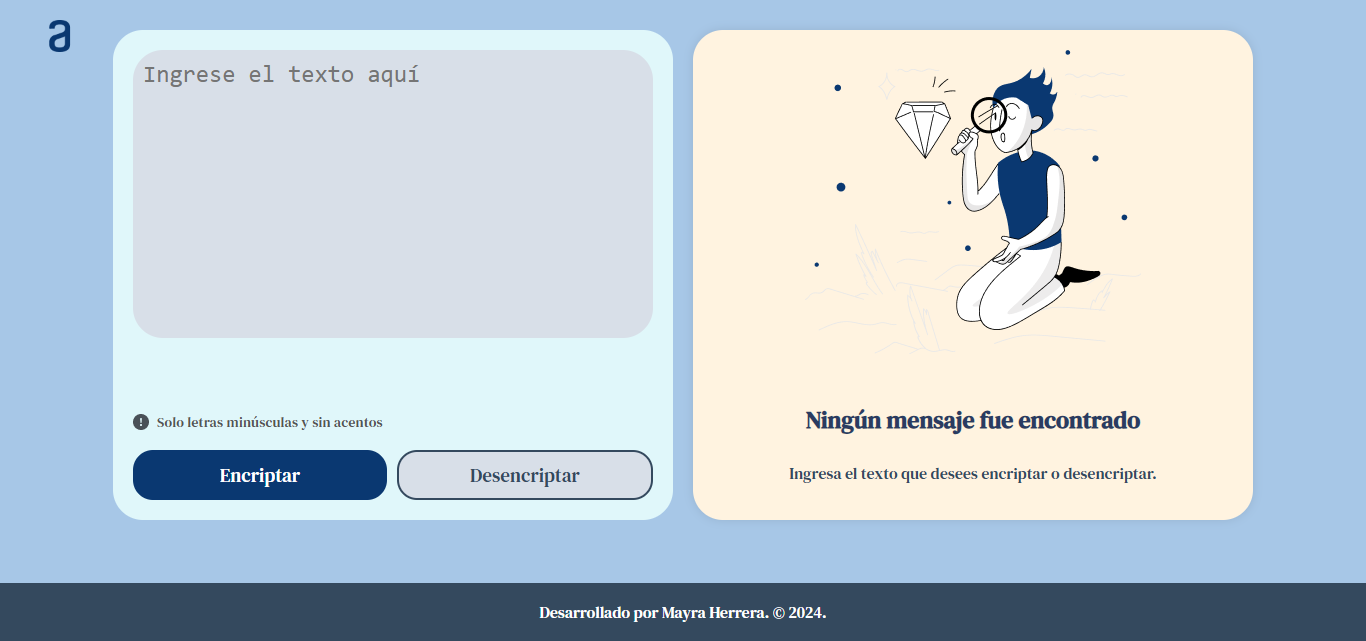 a
Ingrese el texto aquí
Solo letras minúsculas y sin acentos
Encriptar
Desencriptar
Ningún mensaje fue encontrado
Ingresa el texto que desees encriptar o desencriptar.
Desarrollado por Mayra Herrera. © 2024.